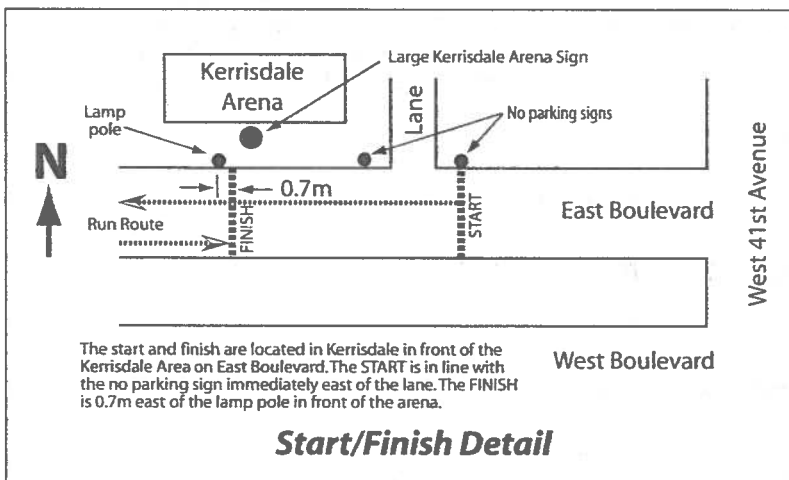 Large Kerrisdale Arena Sign
Kerrisdale
Arena
Lamp
pole
Lane
No parking signs
N
0.7m
Run Route
FINISH
START
East Boulevard
West 41st Avenue
West Boulevard
The start and finish are located in Kerrisdale in front of the
Kerrisdale Area on East Boulevard. The START is in line with
the no parking sign immediately east of the lane. The FINISH
is 0.7m east of the lamp pole in front of the arena.
Start/Finish Detail